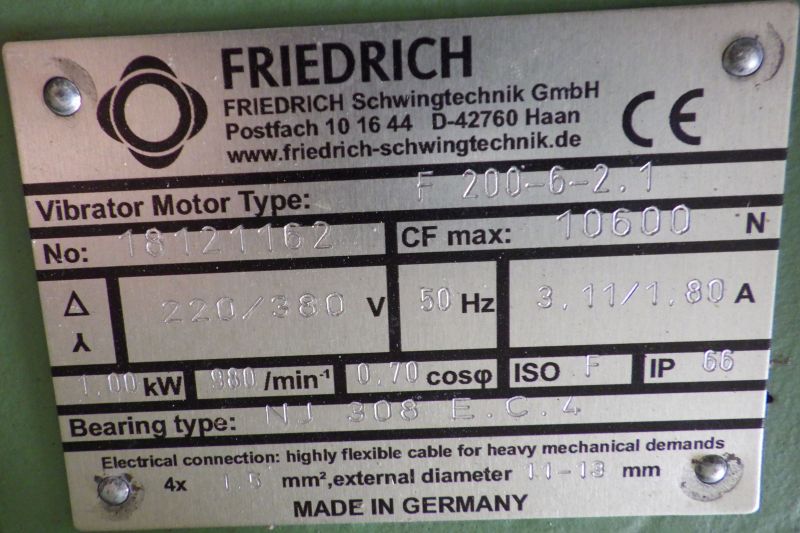 FRIEDRICH
FRIEDRICH Schwingtechnik GmbH
Postfach 10 16 44 D-42760 Haan
www.friedrich-schwingtechnik.de
CE
Vibrator Motor Type: F 200-6-2.1
No: 18121162 CF max: 10600 N
Δ 220/380 V 50 Hz 3.11/1.80 A
⅄
1.00 kW 980 /min⁻¹ 0.70 cosφ ISO F IP 66
Bearing type: NJ 308 E.C.4
Electrical connection: highly flexible cable for heavy mechanical demands
4x 1.5 mm²,external diameter 11-13 mm
MADE IN GERMANY